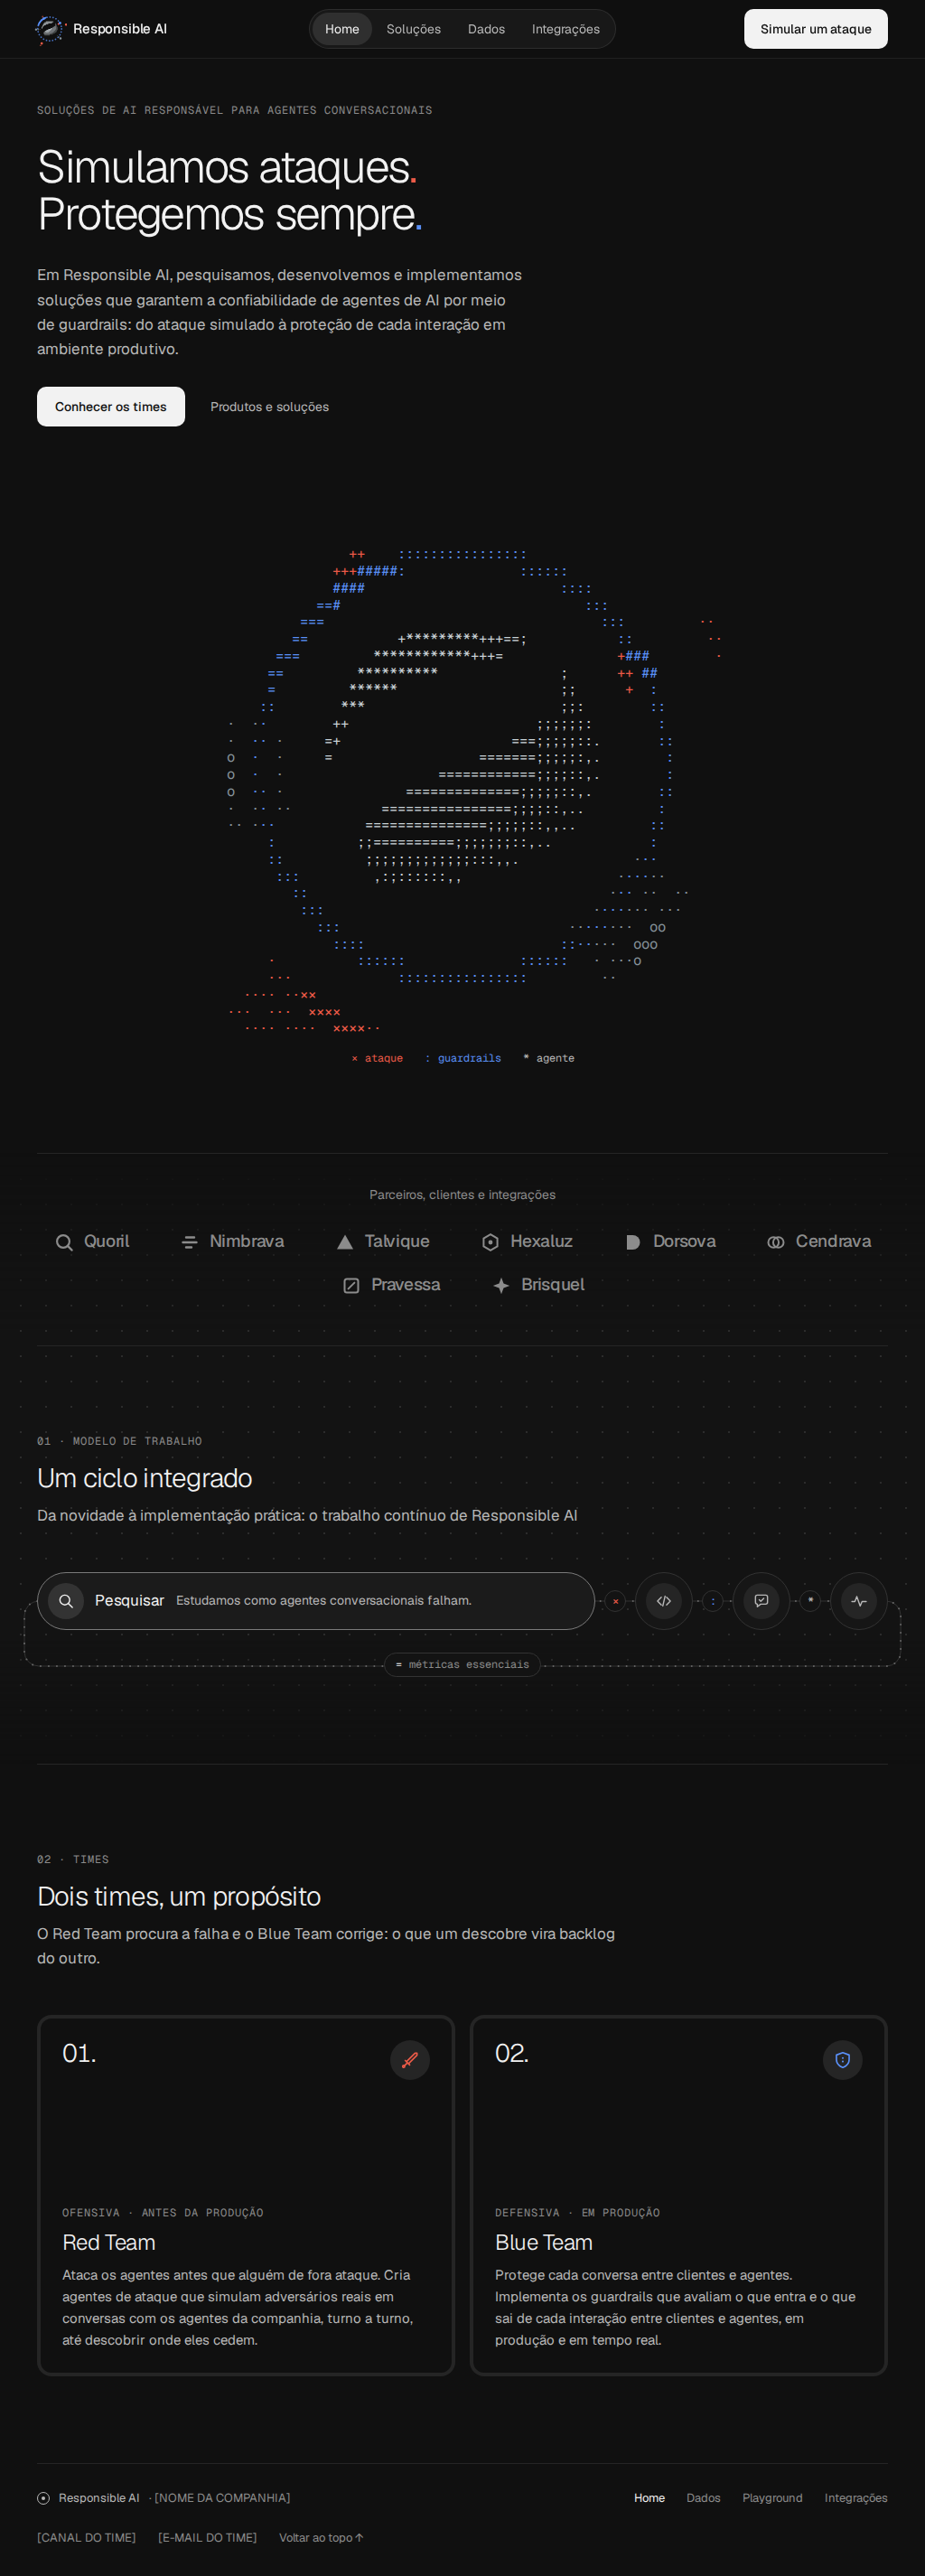 Responsible AI
Home Soluções Dados Integrações
Simular um ataque
SOLUÇÕES DE AI RESPONSÁVEL PARA AGENTES CONVERSACIONAIS
Simulamos ataques.
Protegemos sempre.
Em Responsible AI, pesquisamos, desenvolvemos e implementamos
soluções que garantem a confiabilidade de agentes de AI por meio
de guardrails: do ataque simulado à proteção de cada interação em
ambiente produtivo.
Conhecer os times Produtos e soluções
× ataque : guardrails * agente
Parceiros, clientes e integrações
Quoril Nimbrava Talvique Hexaluz Dorsova Cendrava
Pravessa Brisquel
01 · MODELO DE TRABALHO
Um ciclo integrado
Da novidade à implementação prática: o trabalho contínuo de Responsible AI
Pesquisar Estudamos como agentes conversacionais falham. × : *
= métricas essenciais
02 · TIMES
Dois times, um propósito
O Red Team procura a falha e o Blue Team corrige: o que um descobre vira backlog
do outro.
01.
OFENSIVA · ANTES DA PRODUÇÃO
Red Team
Ataca os agentes antes que alguém de fora ataque. Cria
agentes de ataque que simulam adversários reais em
conversas com os agentes da companhia, turno a turno,
até descobrir onde eles cedem.
02.
DEFENSIVA · EM PRODUÇÃO
Blue Team
Protege cada conversa entre clientes e agentes.
Implementa os guardrails que avaliam o que entra e o que
sai de cada interação entre clientes e agentes, em
produção e em tempo real.
Responsible AI · [NOME DA COMPANHIA]
Home Dados Playground Integrações
[CANAL DO TIME] [E-MAIL DO TIME] Voltar ao topo ↑